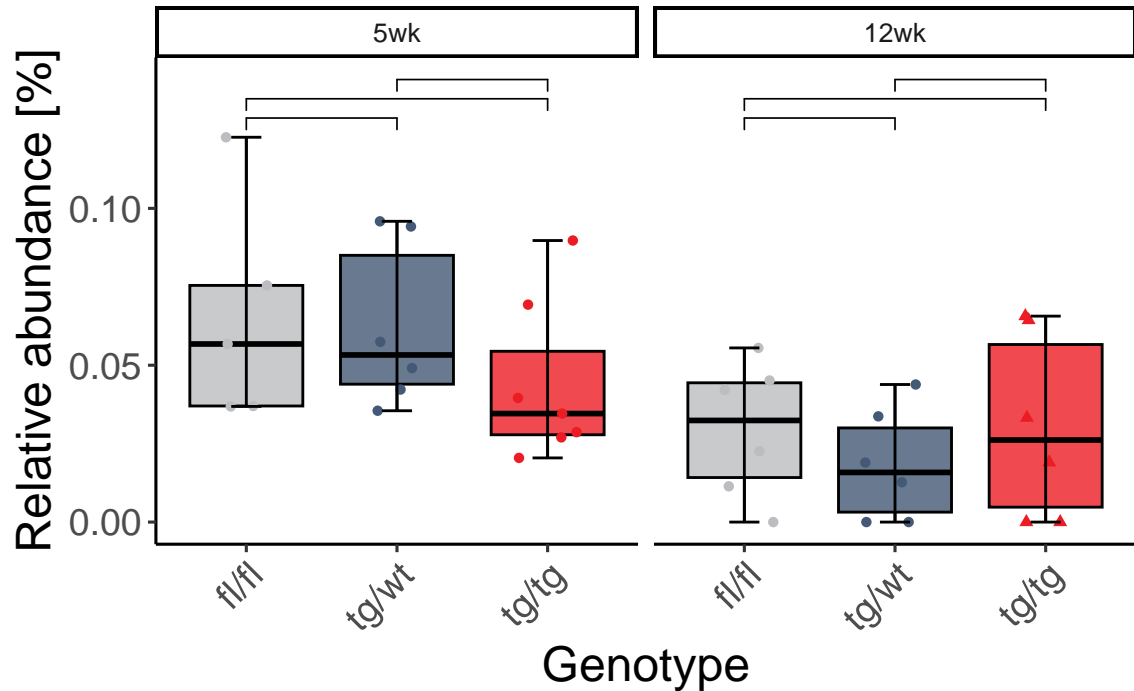 5wk
12wk
Relative abundance [%]
0.10
0.05
0.00
fl/fl
tg/wt
tg/tg
fl/fl
tg/wt
tg/tg
Genotype